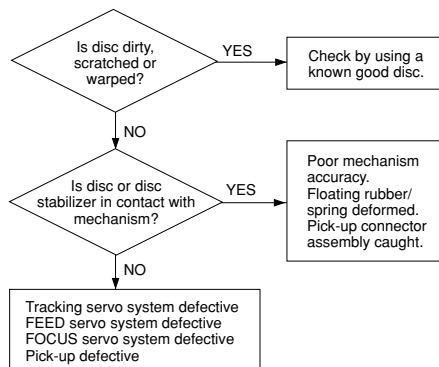 Is disc dirty,
scratched or
warped?
YES
Check by using a
known good disc.
NO
Is disc or disc
stabilizer in contact with
mechanism?
YES
Poor mechanism
accuracy.
Floating rubber/
spring deformed.
Pick-up connector
assembly caught.
NO
Tracking servo system defective
FEED servo system defective
FOCUS servo system defective
Pick-up defective